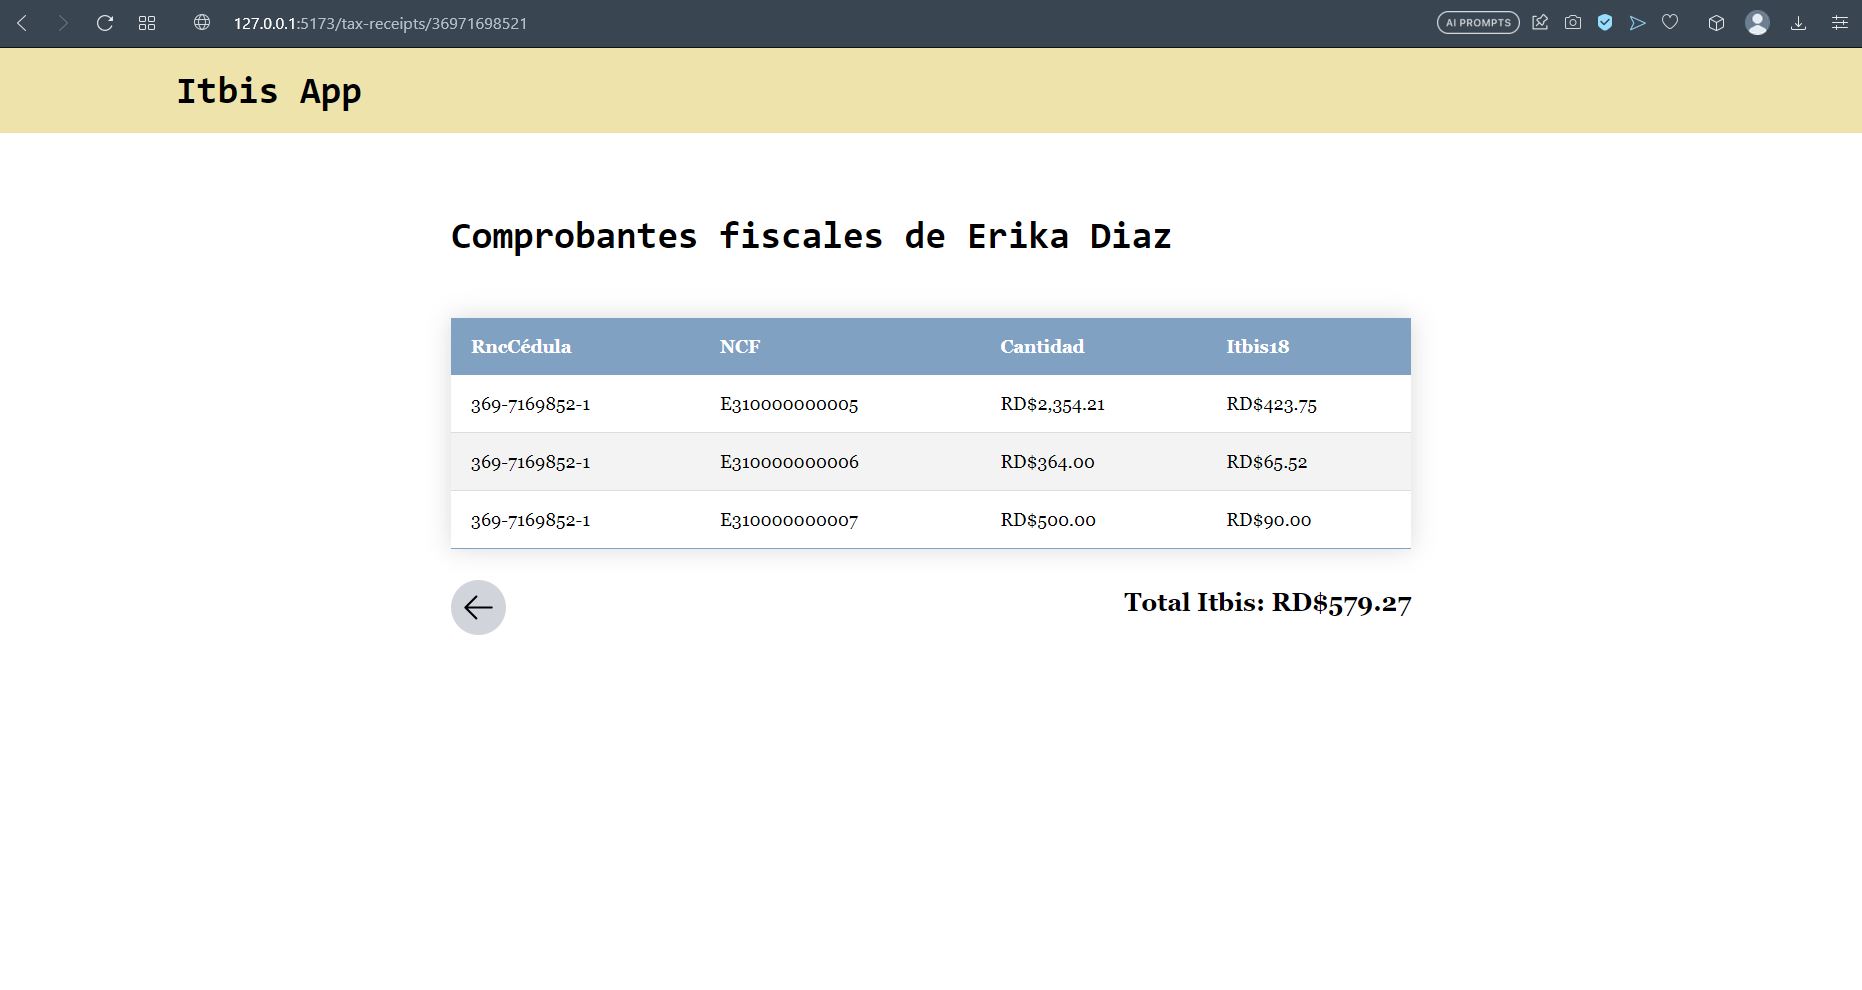 127.0.0.1:5173/tax-receipts/36971698521 AI PROMPTS
Itbis App
Comprobantes fiscales de Erika Diaz
RncCédula NCF Cantidad Itbis18
369-7169852-1 E310000000005 RD$2,354.21 RD$423.75
369-7169852-1 E310000000006 RD$364.00 RD$65.52
369-7169852-1 E310000000007 RD$500.00 RD$90.00
Total Itbis: RD$579.27